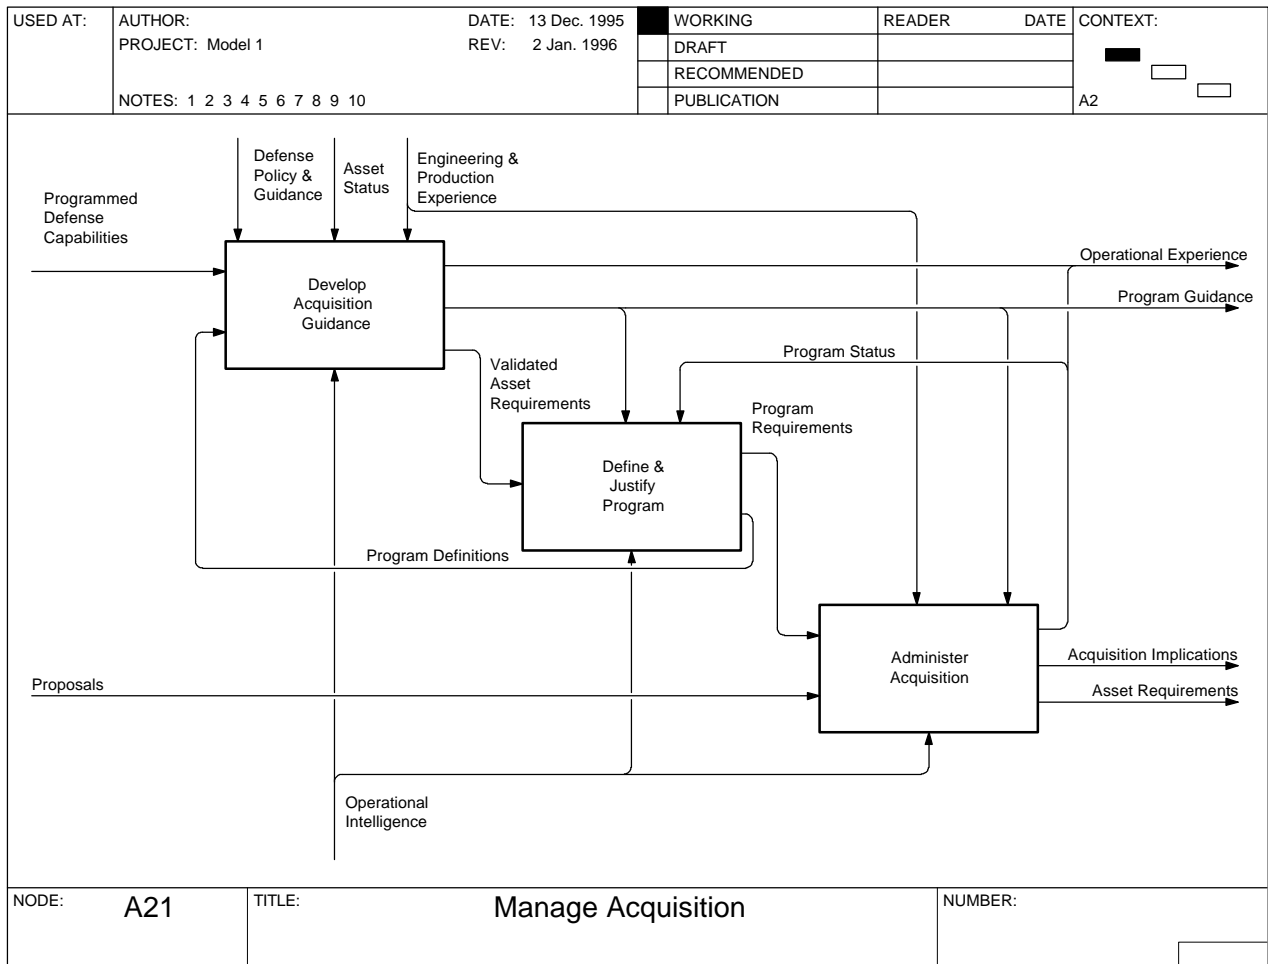 USED AT:
AUTHOR:
DATE: 13 Dec. 1995
PROJECT: Model 1
REV: 2 Jan. 1996
NOTES: 1 2 3 4 5 6 7 8 9 10
WORKING
DRAFT
RECOMMENDED
PUBLICATION
READER DATE
CONTEXT:
A2
Defense
Policy &
Guidance
Asset
Status
Engineering &
Production
Experience
Programmed
Defense
Capabilities
Operational Experience
Program Guidance
Develop
Acquisition
Guidance
Program Status
Validated
Asset
Requirements
Program
Requirements
Define &
Justify
Program
Program Definitions
Administer
Acquisition
Acquisition Implications
Asset Requirements
Proposals
Operational
Intelligence
NODE: A21
TITLE: Manage Acquisition
NUMBER: